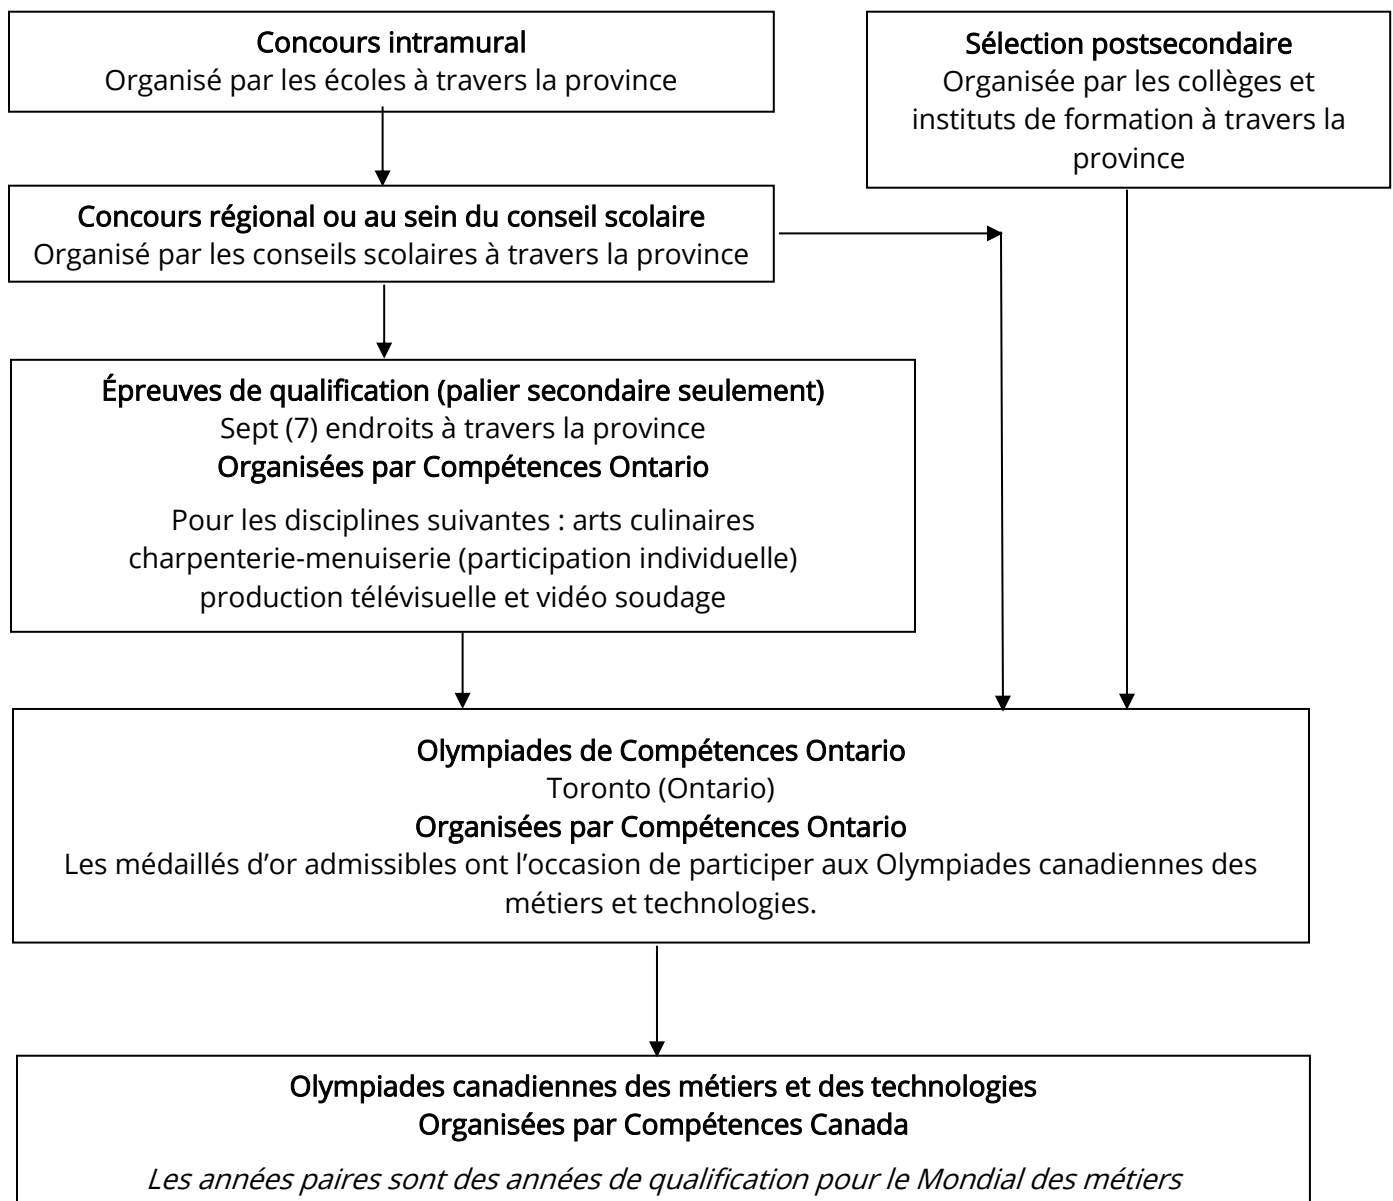 Concours intramural
Organisé par les écoles à travers la province
Sélection postsecondaire
Organisée par les collèges et
instituts de formation à travers la
province
Concours régional ou au sein du conseil scolaire
Organisé par les conseils scolaires à travers la province
Épreuves de qualification (palier secondaire seulement)
Sept (7) endroits à travers la province
Organisées par Compétences Ontario
Pour les disciplines suivantes : arts culinaires
charpenterie-menuiserie (participation individuelle)
production télévisuelle et vidéo soudage
Olympiades de Compétences Ontario
Toronto (Ontario)
Organisées par Compétences Ontario
Les médaillés d’or admissibles ont l’occasion de participer aux Olympiades canadiennes des
métiers et technologies.
Olympiades canadiennes des métiers et des technologies
Organisées par Compétences Canada
Les années paires sont des années de qualification pour le Mondial des métiers